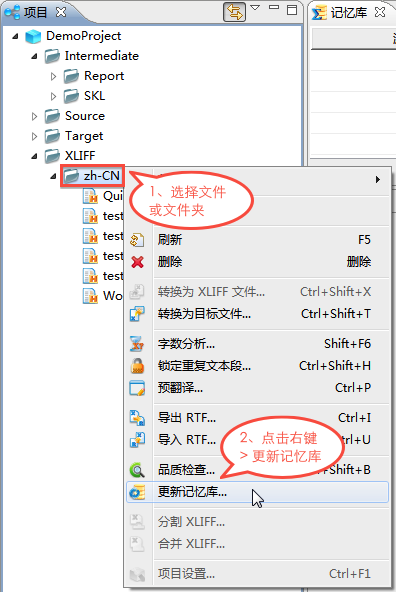 项目
记忆库
DemoProject
Intermediate
Report
SKL
Source
Target
XLIFF
zh-CN
1、选择文件
或文件夹
Qui
test
test
test
test
Wo
刷新 F5
删除 删除
转换为 XLIFF 文件... Ctrl+Shift+X
转换为目标文件... Ctrl+Shift+T
字数分析... Shift+F6
锁定重复文本段... Ctrl+Shift+H
预翻译... Ctrl+P
导出 RTF... Ctrl+I
导入 RTF... +U
2、点击右键
> 更新记忆库
品质检查... +Shift+B
更新记忆库...
分割 XLIFF...
合并 XLIFF...
项目设置... Ctrl+F1